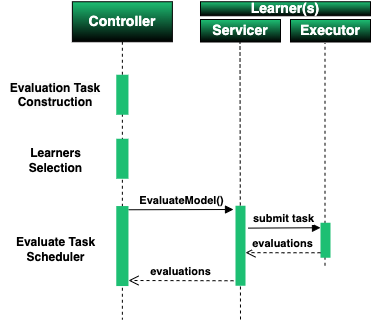 Learner(s)
Controller
Servicer
Executor
Evaluation Task
Construction
Learners
Selection
EvaluateModel()
submit task
Evaluate Task
Scheduler
evaluations
evaluations